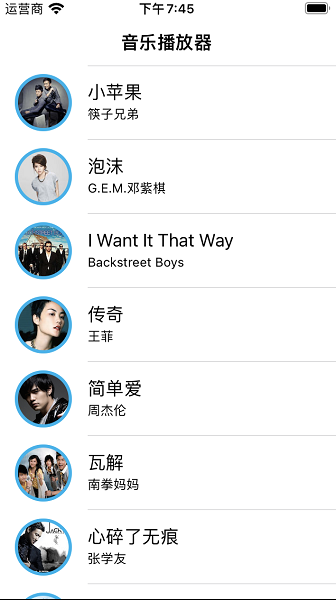 运营商 下午7:45
音乐播放器
小苹果
筷子兄弟
泡沫
G.E.M.邓紫棋
I Want It That Way
Backstreet Boys
传奇
王菲
简单爱
周杰伦
瓦解
南拳妈妈
心碎了无痕
张学友